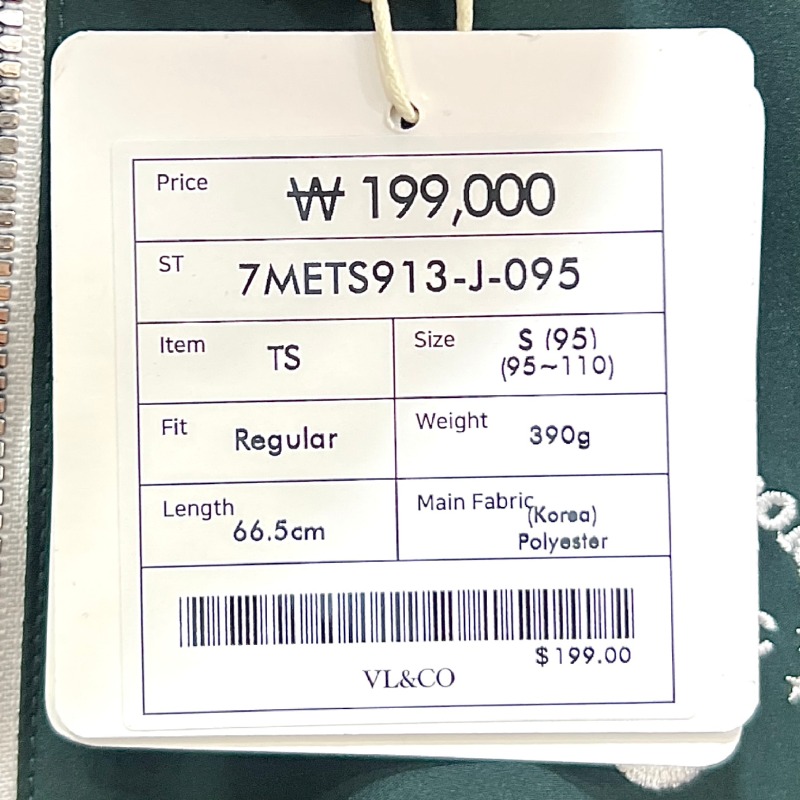 Price ₩ 199,000
ST 7METS913-J-095
Item TS
Size S (95)
(95~110)
Fit Regular
Weight 390g
Length 66.5cm
Main Fabric (Korea)
Polyester
$199.00
VL&CO